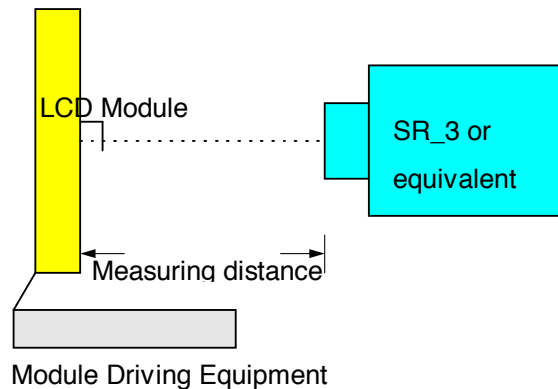 LCD Module
SR_3 or
equivalent
Measuring distance
Module Driving Equipment